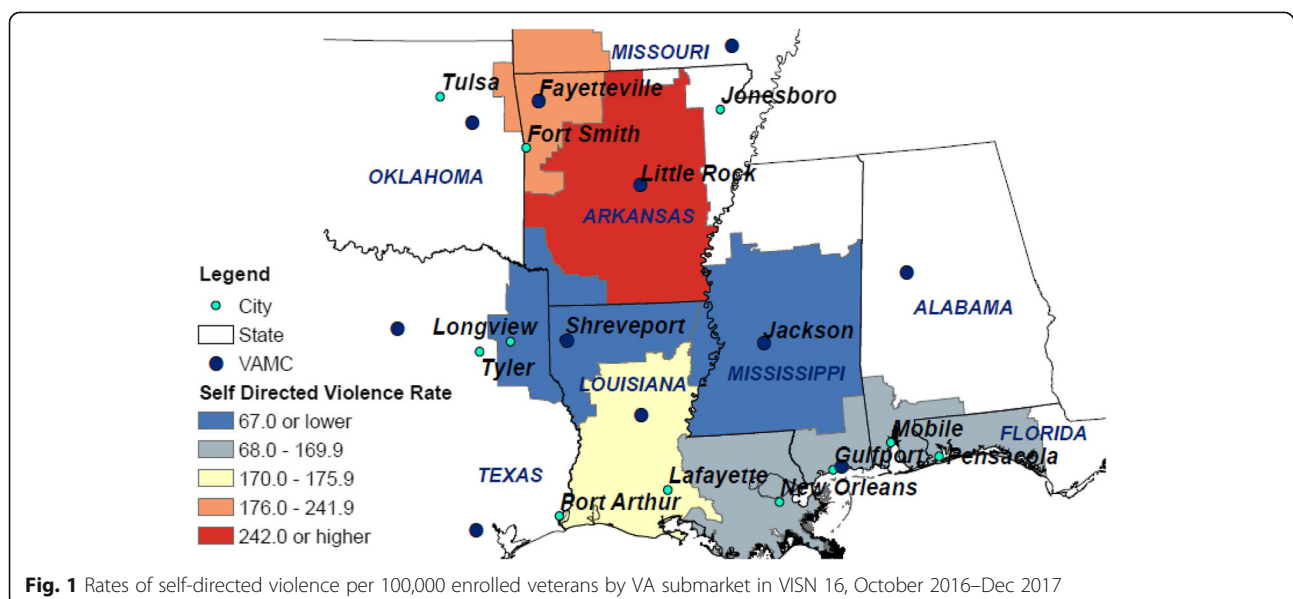 MISSOURI
Tulsa
Fayetteville
Jonesboro
Fort Smith
OKLAHOMA
Little Rock
ARKANSAS
Legend
City
State
VAMC
Longview
Shreveport
Jackson
ALABAMA
Tyler
LOUISIANA
MISSISSIPPI
Self Directed Violence Rate
67.0 or lower
68.0 - 169.9
170.0 - 175.9
176.0 - 241.9
242.0 or higher
Mobile
FLORIDA
Gulfport
Pensacola
TEXAS
Lafayette
New Orleans
Port Arthur
Fig. 1 Rates of self-directed violence per 100,000 enrolled veterans by VA submarket in VISN 16, October 2016–Dec 2017